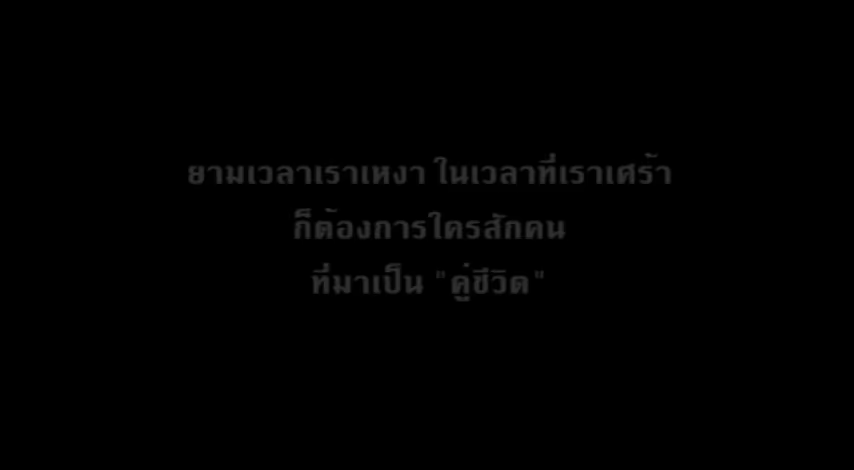 ยามเวลาเราเหงา ในเวลาที่เราเศร้า
ก็ต้องการใครสักคน
ที่มาเป็น "คู่ชีวิต"